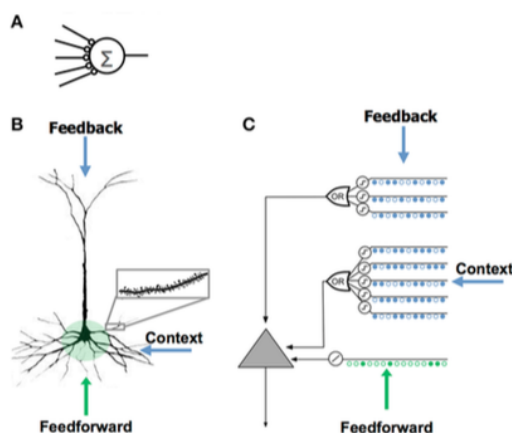 A
Σ
B
Feedback
Context
Feedforward
C
Feedback
OR
OR
Context
Feedforward